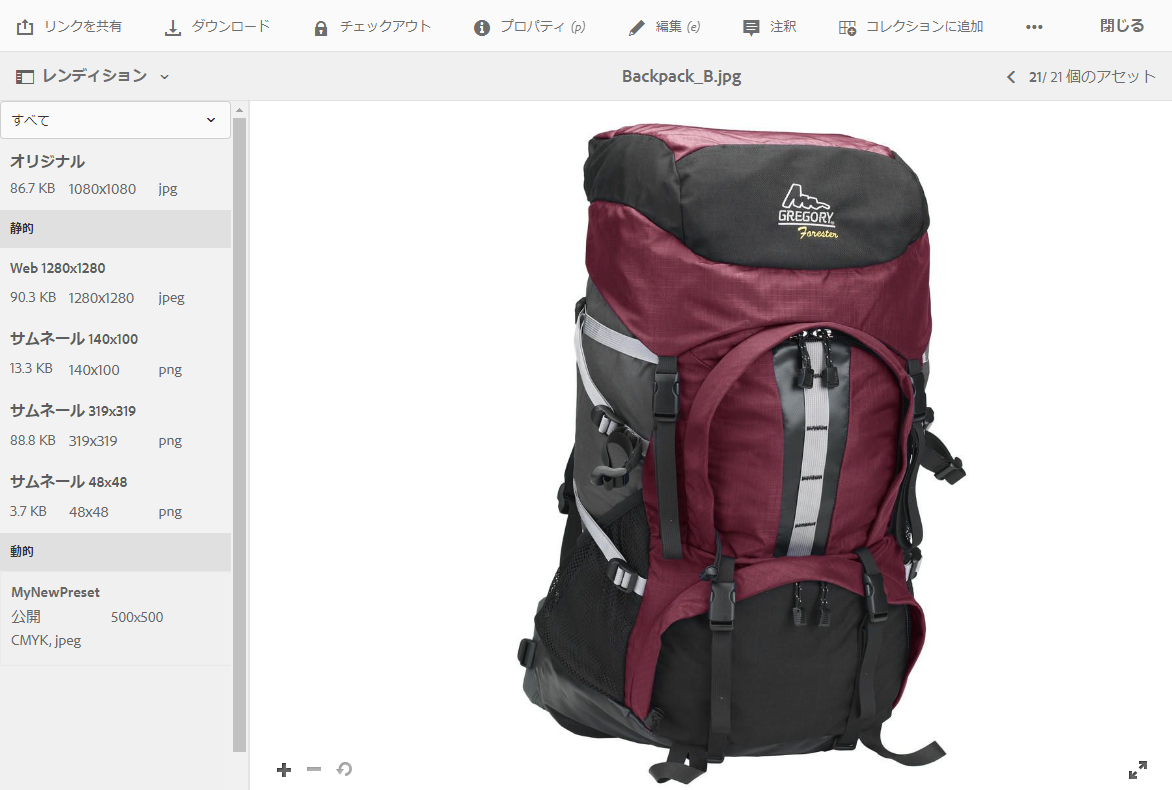 リンクを共有 ダウンロード チェックアウト プロパティ (p) 編集 (e) 注釈 コレクションに追加 閉じる
レンディション Backpack_B.jpg 21/ 21 個のアセット
すべて
オリジナル
86.7 KB 1080x1080 jpg
静的
Web 1280x1280
90.3 KB 1280x1280 jpeg
サムネール 140x100
13.3 KB 140x100 png
サムネール 319x319
88.8 KB 319x319 png
サムネール 48x48
3.7 KB 48x48 png
動的
MyNewPreset
公開 500x500
CMYK, jpeg
GREGORY
Forester